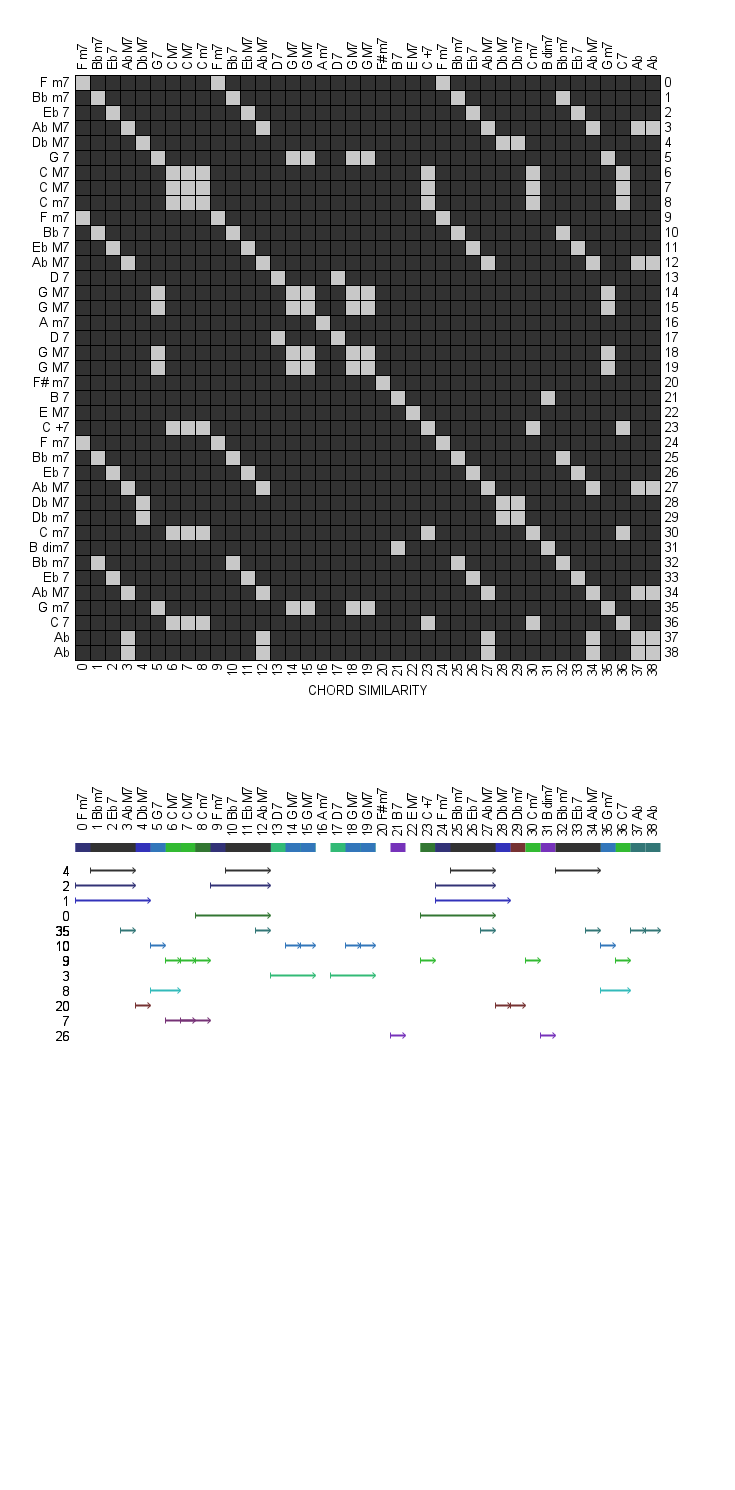 F m7 Bb m7 Eb 7 Ab M7 Db M7 G 7 C M7 C M7 C m7 F m7 Bb 7 Eb M7 Ab M7 D 7 G M7 G M7 A m7 D 7 G M7 G M7 F# m7 B 7 E M7 C +7 F m7 Bb m7 Eb 7 Ab M7 Db M7 Db m7 C m7 B dim7 Bb m7 Eb 7 Ab M7 G m7 C 7 Ab Ab
F m7 0
Bb m7 1
Eb 7 2
Ab M7 3
Db M7 4
G 7 5
C M7 6
C M7 7
C m7 8
F m7 9
Bb 7 10
Eb M7 11
Ab M7 12
D 7 13
G M7 14
G M7 15
A m7 16
D 7 17
G M7 18
G M7 19
F# m7 20
B 7 21
E M7 22
C +7 23
F m7 24
Bb m7 25
Eb 7 26
Ab M7 27
Db M7 28
Db m7 29
C m7 30
B dim7 31
Bb m7 32
Eb 7 33
Ab M7 34
G m7 35
C 7 36
Ab 37
Ab 38
0 1 2 3 4 5 6 7 8 9 10 11 12 13 14 15 16 17 18 19 20 21 22 23 24 25 26 27 28 29 30 31 32 33 34 35 36 37 38
CHORD SIMILARITY
0 F m7 1 Bb m7 2 Eb 7 3 Ab M7 4 Db M7 5 G 7 6 C M7 7 C M7 8 C m7 9 F m7 10 Bb 7 11 Eb M7 12 Ab M7 13 D 7 14 G M7 15 G M7 16 A m7 17 D 7 18 G M7 19 G M7 20 F# m7 21 B 7 22 E M7 23 C +7 24 F m7 25 Bb m7 26 Eb 7 27 Ab M7 28 Db M7 29 Db m7 30 C m7 31 B dim7 32 Bb m7 33 Eb 7 34 Ab M7 35 G m7 36 C 7 37 Ab 38 Ab
4
2
1
0
35
10
9
3
8
20
7
26